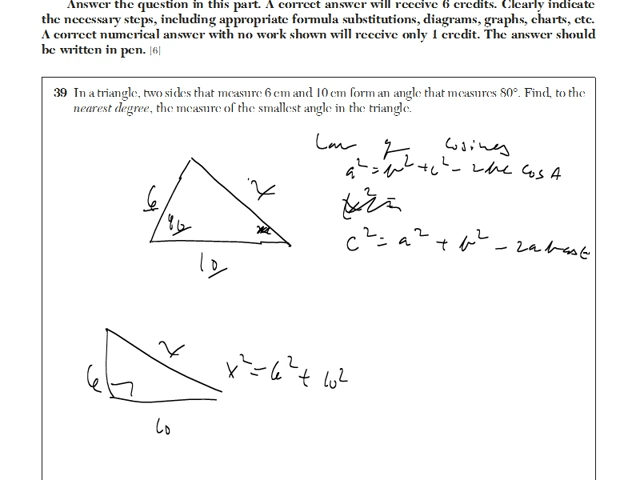 Answer the question in this part. A correct answer will receive 6 credits. Clearly indicate
the necessary steps, including appropriate formula substitutions, diagrams, graphs, charts, etc.
A correct numerical answer with no work shown will receive only 1 credit. The answer should
be written in pen. [6]
39 In a triangle, two sides that measure 6 cm and 10 cm form an angle that measures 80°. Find, to the
nearest degree, the measure of the smallest angle in the triangle.
Law of Cosines
a² = b² + c² - 2bc cos A
c² = a² + b² - 2ab cos C
6
x
80
10
6
x
x² = 6² + 10²
10